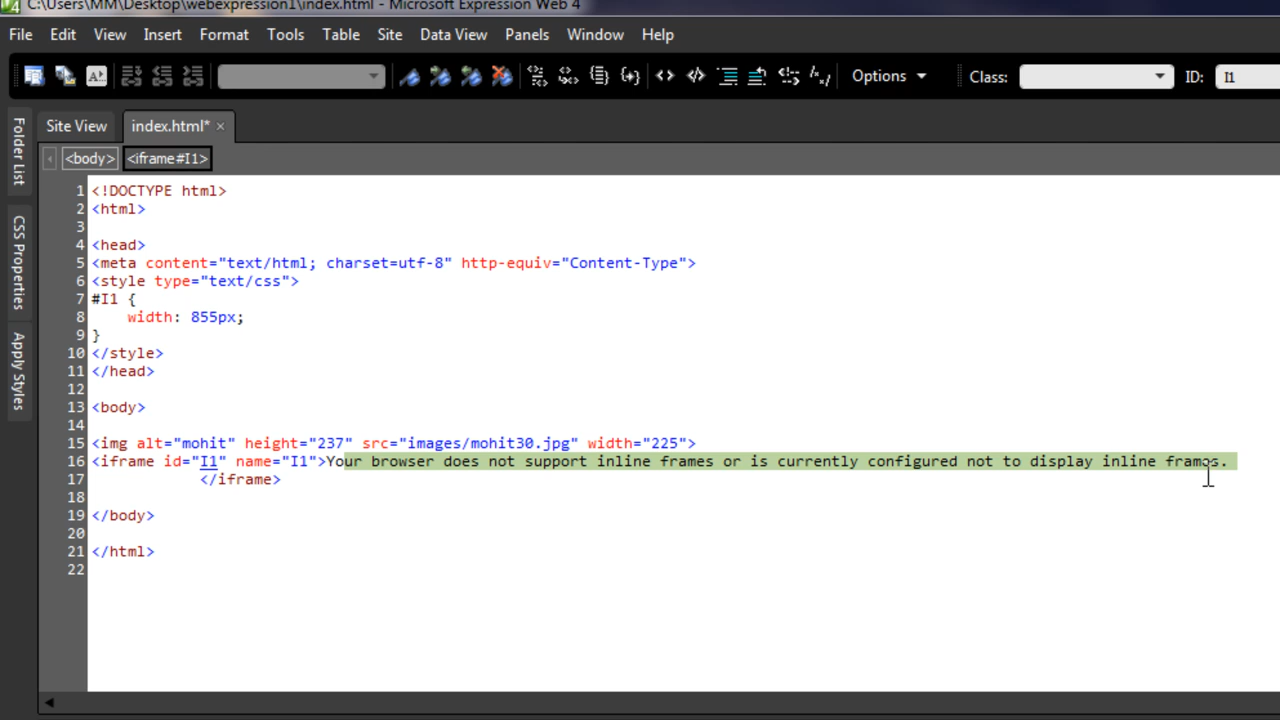 C:\Users\MM\Desktop\webexpression1\index.html - Microsoft Expression Web 4
File Edit View Insert Format Tools Table Site Data View Panels Window Help
Options Class: ID: I1
Folder List
CSS Properties
Apply Styles
Site View index.html* ×
<body> <iframe#I1>
1 <!DOCTYPE html>
2 <html>
3
4 <head>
5 <meta content="text/html; charset=utf-8" http-equiv="Content-Type">
6 <style type="text/css">
7 #I1 {
8     width: 855px;
9 }
10 </style>
11 </head>
12
13 <body>
14
15 <img alt="mohit" height="237" src="images/mohit30.jpg" width="225">
16 <iframe id="I1" name="I1">Your browser does not support inline frames or is currently configured not to display inline frames.
17             </iframe>
18
19 </body>
20
21 </html>
22